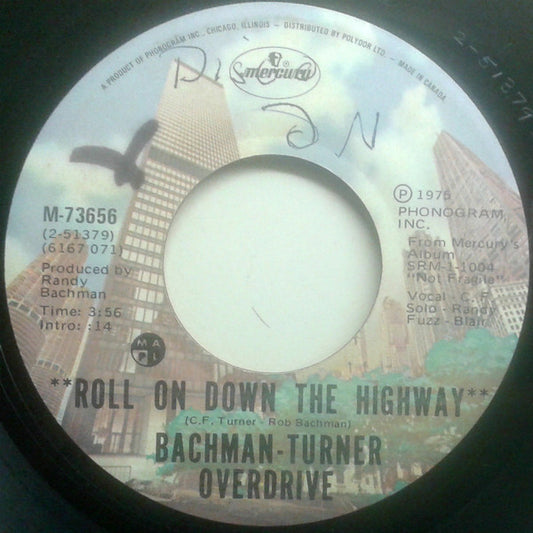 A PRODUCT OF PHONOGRAM INC., CHICAGO, ILLINOIS - DISTRIBUTED BY POLYDOR LTD. - MADE IN CANADA
mercury
2-51379
M-73656
(2-51379)
(6167 071)
Produced by
Randy
Bachman
Time: 3:56
Intro: :14
Ⓟ 1975
PHONOGRAM,
INC.
From Mercury's
Album
SRM-1-1004
"Not Fragile"
Vocal - C.F.
Solo - Randy
Fuzz - Blair
M A
L
**ROLL ON DOWN THE HIGHWAY**
(C.F. Turner - Rob Bachman)
BACHMAN-TURNER
OVERDRIVE